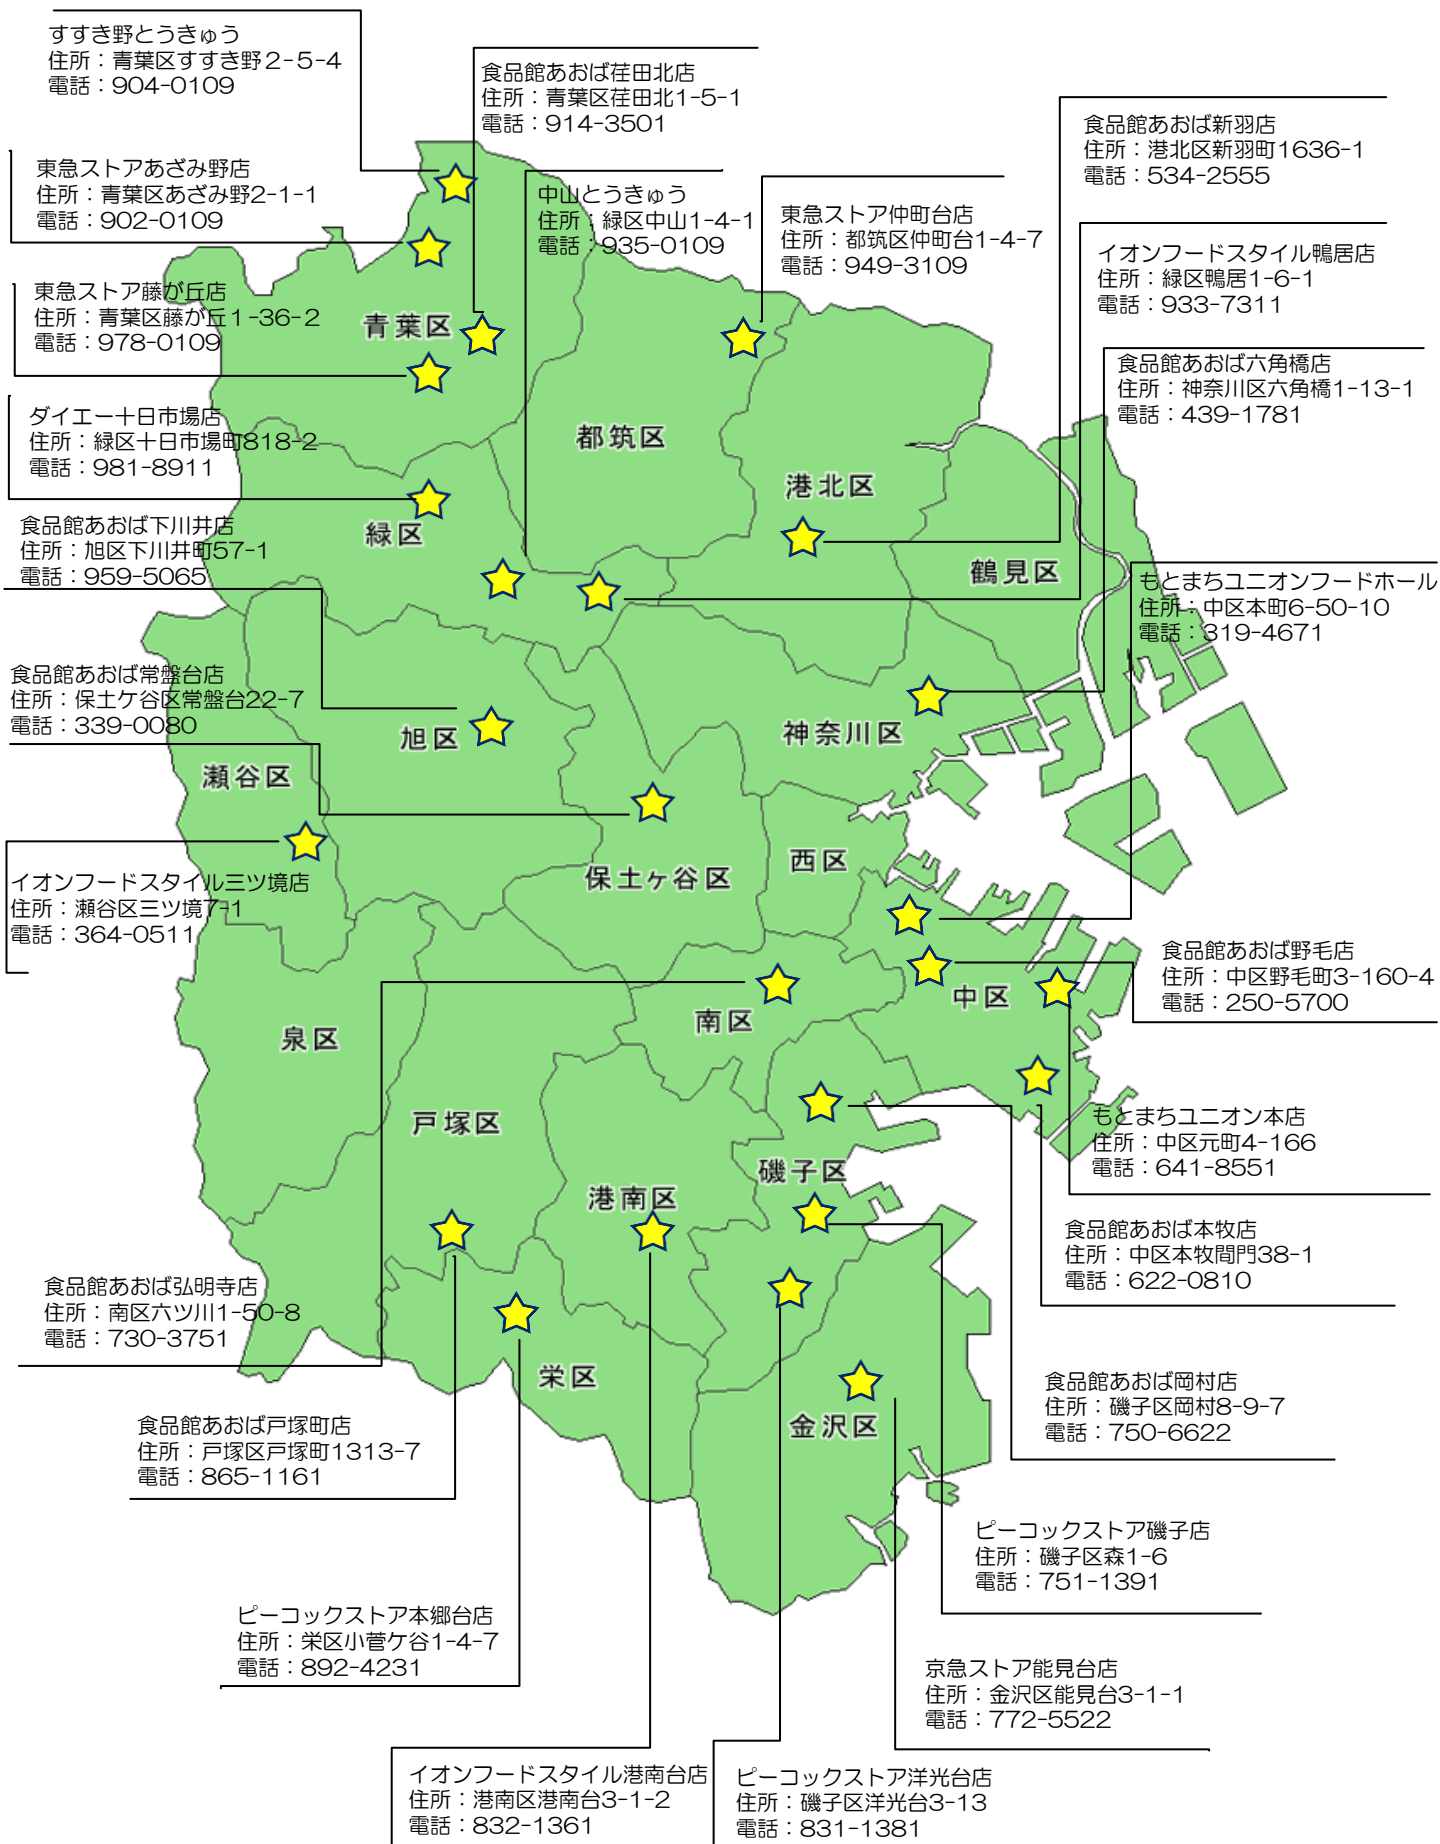 すすき野とうきゅう
住所：青葉区すすき野2-5-4
電話：904-0109
食品館あおば荏田北店
住所：青葉区荏田北1-5-1
電話：914-3501
食品館あおば新羽店
住所：港北区新羽町1636-1
電話：534-2555
東急ストアあざみ野店
住所：青葉区あざみ野2-1-1
電話：902-0109
中山とうきゅう
住所：緑区中山1-4-1
電話：935-0109
東急ストア仲町台店
住所：都筑区仲町台1-4-7
電話：949-3109
イオンフードスタイル鴨居店
住所：緑区鴨居1-6-1
電話：933-7311
東急ストア藤が丘店
住所：青葉区藤が丘1-36-2
電話：978-0109
青葉区
食品館あおば六角橋店
住所：神奈川区六角橋1-13-1
電話：439-1781
ダイエー十日市場店
住所：緑区十日市場町818-2
電話：981-8911
都筑区
港北区
緑区
食品館あおば下川井店
住所：旭区下川井町57-1
電話：959-5065
鶴見区
もとまちユニオンフードホール
住所：中区本町6-50-10
電話：319-4671
食品館あおば常盤台店
住所：保土ケ谷区常盤台22-7
電話：339-0080
旭区
神奈川区
瀬谷区
西区
保土ヶ谷区
イオンフードスタイル三ツ境店
住所：瀬谷区三ツ境7-1
電話：364-0511
食品館あおば野毛店
住所：中区野毛町3-160-4
電話：250-5700
中区
南区
泉区
戸塚区
もとまちユニオン本店
住所：中区元町4-166
電話：641-8551
磯子区
港南区
食品館あおば本牧店
住所：中区本牧間門38-1
電話：622-0810
食品館あおば弘明寺店
住所：南区六ツ川1-50-8
電話：730-3751
栄区
食品館あおば岡村店
住所：磯子区岡村8-9-7
電話：750-6622
金沢区
食品館あおば戸塚町店
住所：戸塚区戸塚町1313-7
電話：865-1161
ピーコックストア磯子店
住所：磯子区森1-6
電話：751-1391
ピーコックストア本郷台店
住所：栄区小菅ケ谷1-4-7
電話：892-4231
京急ストア能見台店
住所：金沢区能見台3-1-1
電話：772-5522
イオンフードスタイル港南台店
住所：港南区港南台3-1-2
電話：832-1361
ピーコックストア洋光台店
住所：磯子区洋光台3-13
電話：831-1381